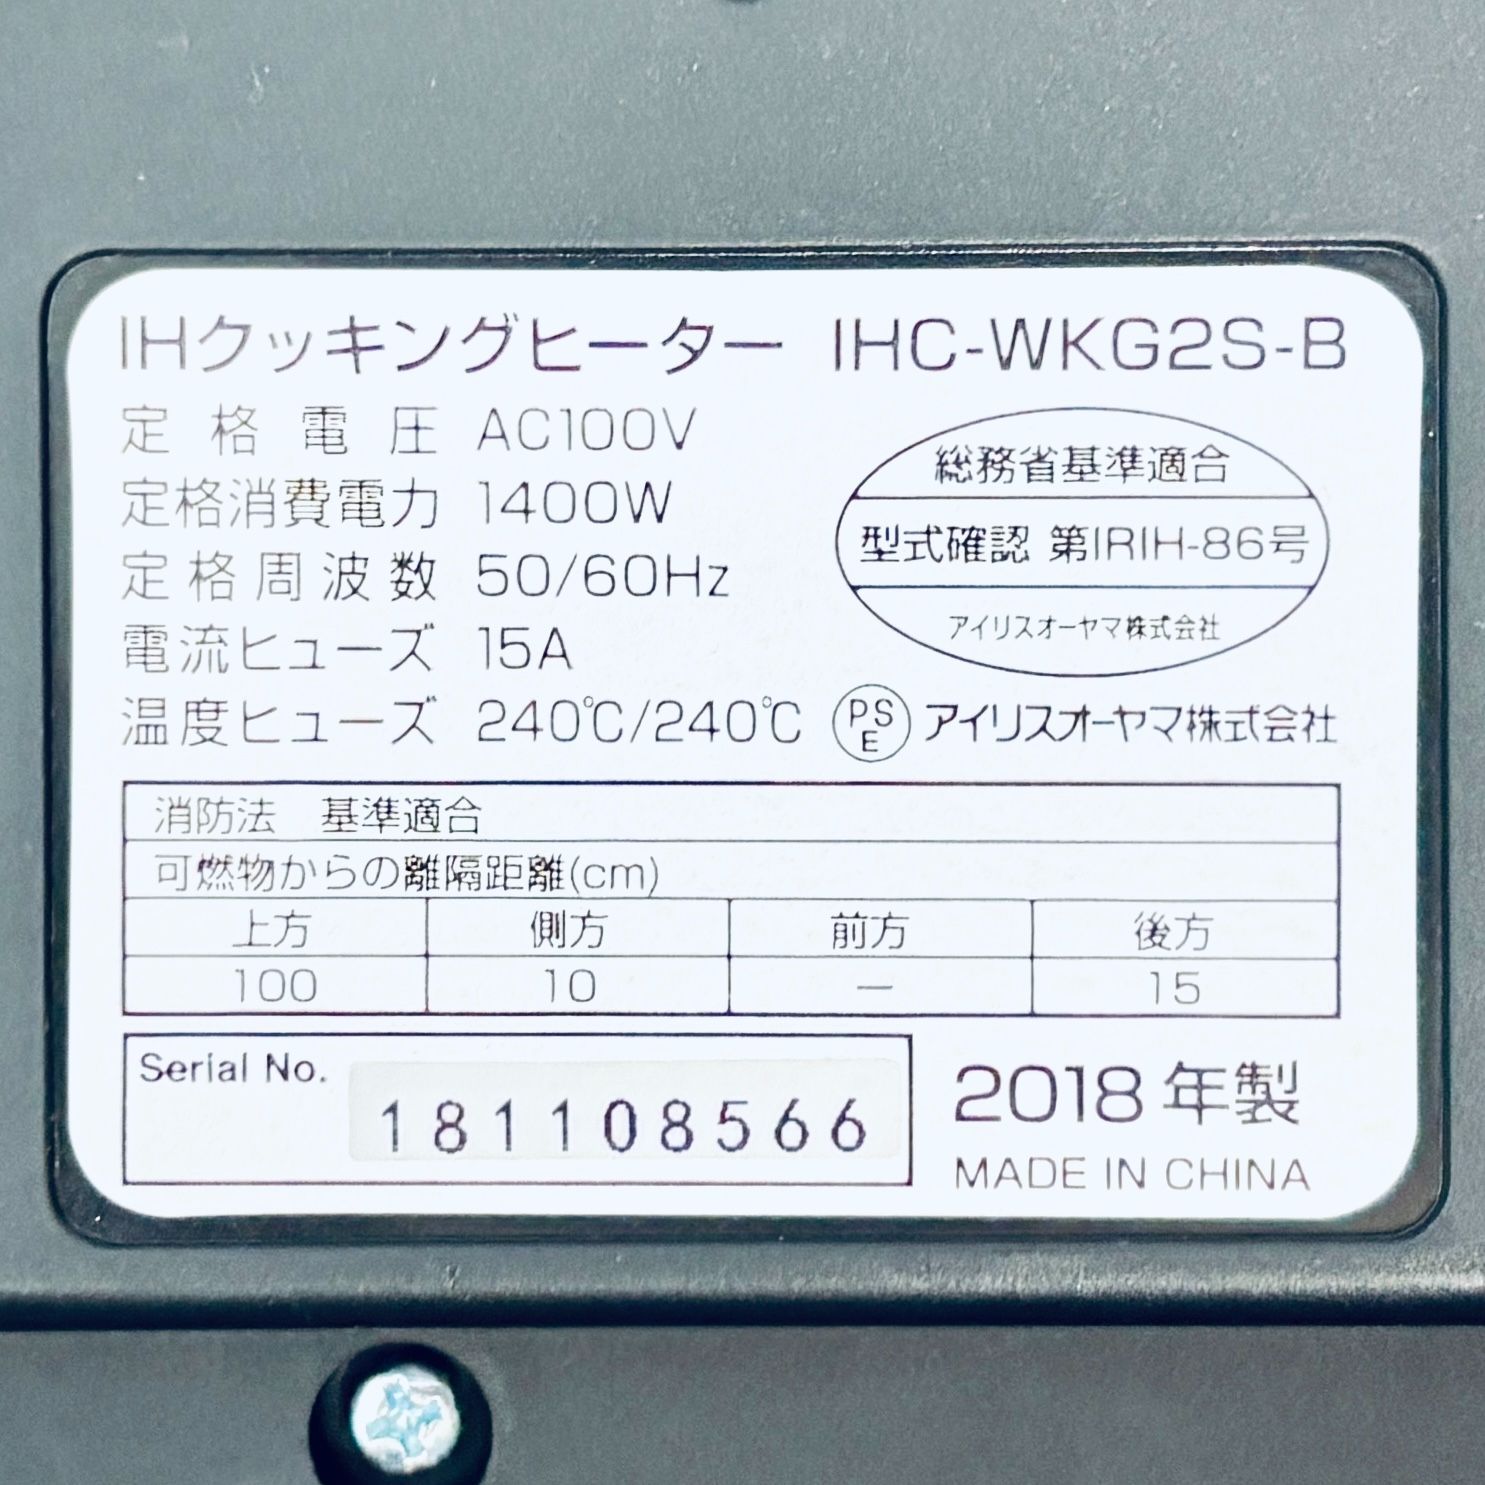 IHクッキングヒーター IHC-WKG2S-B
定格電圧 AC100V
定格消費電力 1400W
定格周波数 50/60Hz
電流ヒューズ 15A
温度ヒューズ 240℃/240℃
総務省基準適合
型式確認 第IRIH-86号
アイリスオーヤマ株式会社
PSE アイリスオーヤマ株式会社
消防法 基準適合
可燃物からの離隔距離(cm)
上方 側方 前方 後方
100 10 — 15
Serial No. 181108566
2018年製
MADE IN CHINA